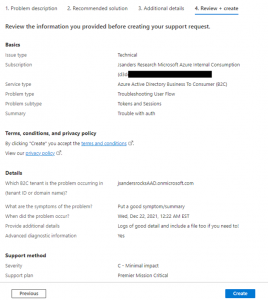 1. Problem description 2. Recommended solution 3. Additional details 4. Review + create
Review the information you provided before creating your support request.
Basics
Issue type Technical
Subscription jsanders Research Microsoft Azure Internal Consumption
Service type Azure Active Directory Business To Consumer (B2C)
Problem type Troubleshooting User Flow
Problem subtype Tokens and Sessions
Summary Trouble with auth
Terms, conditions, and privacy policy
By clicking "Create" you accept the terms and conditions.
View our privacy policy.
Details
Which B2C tenant is the problem occurring in jsandersrocksAAD.onmicrosoft.com
(tenant ID or domain name)?
What are the symptoms of the problem? Put a good symptom/summary
When did the problem occur? Wed, Dec 22, 2021, 12:22 AM EST
Provide additional details Logs of good detail and include a file too if you need to!
Advanced diagnostic information Yes
Support method
Severity C - Minimal impact
Support plan Premier Mission Critical
Previous Create